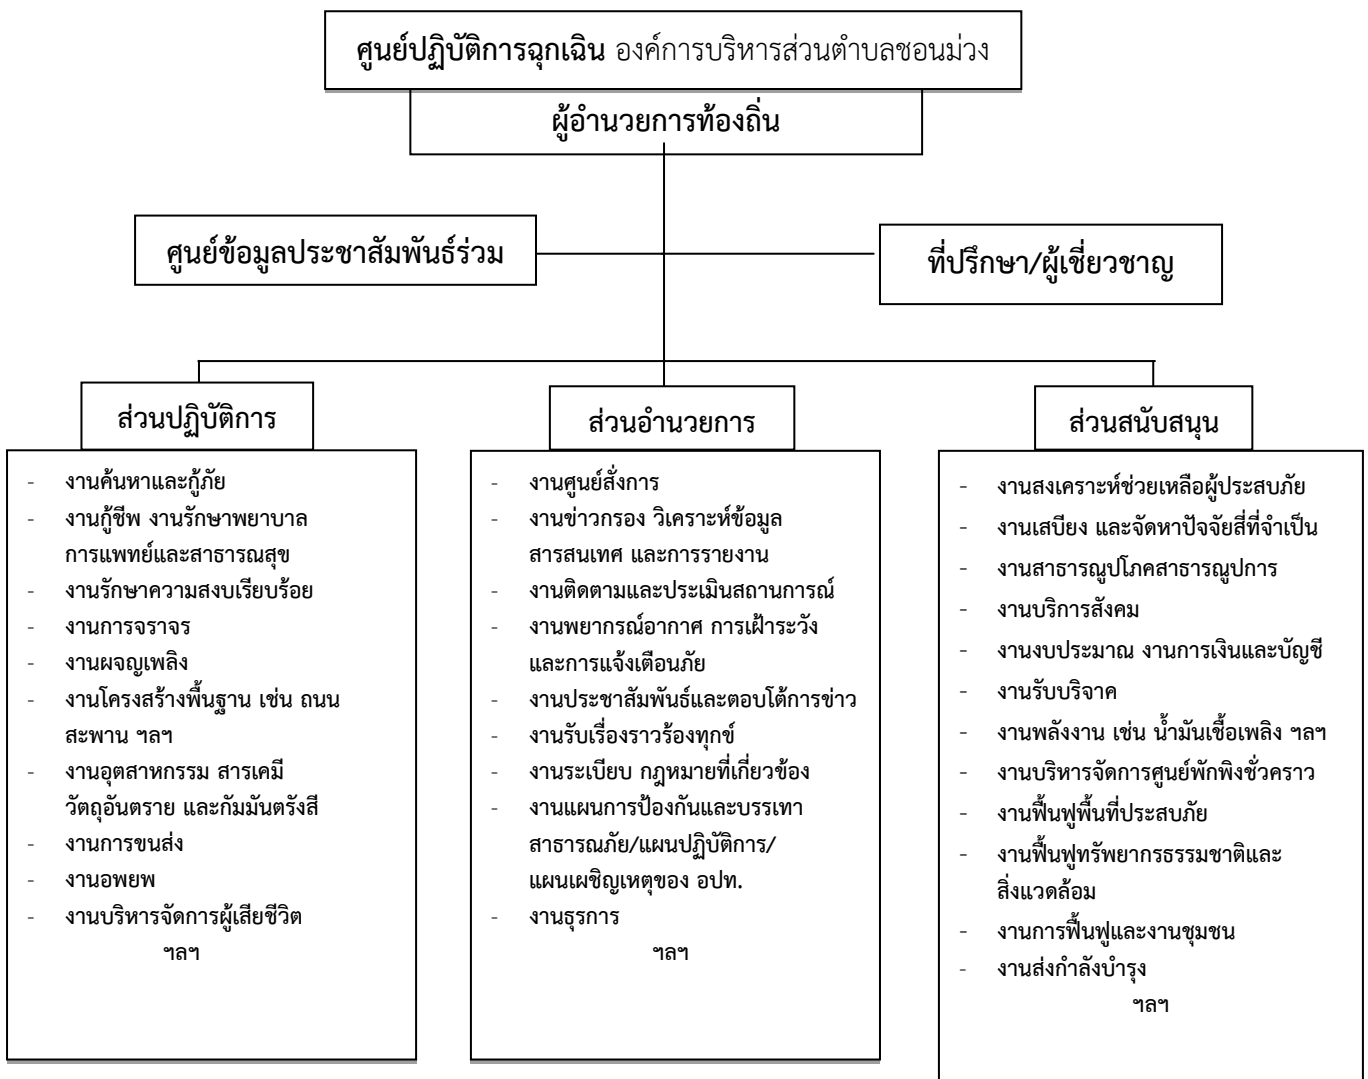 ศูนย์ปฏิบัติการฉุกเฉิน องค์การบริหารส่วนตำบลชอนม่วง
ผู้อำนวยการท้องถิ่น
ศูนย์ข้อมูลประชาสัมพันธ์ร่วม
ที่ปรึกษา/ผู้เชี่ยวชาญ
ส่วนปฏิบัติการ
- งานค้นหาและกู้ภัย
- งานกู้ชีพ งานรักษาพยาบาล
การแพทย์และสาธารณสุข
- งานรักษาความสงบเรียบร้อย
- งานการจราจร
- งานผจญเพลิง
- งานโครงสร้างพื้นฐาน เช่น ถนน
สะพาน ฯลฯ
- งานอุตสาหกรรม สารเคมี
วัตถุอันตราย และกัมมันตรังสี
- งานการขนส่ง
- งานอพยพ
- งานบริหารจัดการผู้เสียชีวิต
ฯลฯ
ส่วนอำนวยการ
- งานศูนย์สั่งการ
- งานข่าวกรอง วิเคราะห์ข้อมูล
สารสนเทศ และการรายงาน
- งานติดตามและประเมินสถานการณ์
- งานพยากรณ์อากาศ การเฝ้าระวัง
และการแจ้งเตือนภัย
- งานประชาสัมพันธ์และตอบโต้การข่าว
- งานรับเรื่องราวร้องทุกข์
- งานระเบียบ กฎหมายที่เกี่ยวข้อง
- งานแผนการป้องกันและบรรเทา
สาธารณภัย/แผนปฏิบัติการ/
แผนเผชิญเหตุของ อปท.
- งานธุรการ
ฯลฯ
ส่วนสนับสนุน
- งานสงเคราะห์ช่วยเหลือผู้ประสบภัย
- งานเสบียง และจัดหาปัจจัยสี่ที่จำเป็น
- งานสาธารณูปโภคสาธารณูปการ
- งานบริการสังคม
- งานงบประมาณ งานการเงินและบัญชี
- งานรับบริจาค
- งานพลังงาน เช่น น้ำมันเชื้อเพลิง ฯลฯ
- งานบริหารจัดการศูนย์พักพิงชั่วคราว
- งานฟื้นฟูพื้นที่ประสบภัย
- งานฟื้นฟูทรัพยากรธรรมชาติและ
สิ่งแวดล้อม
- งานการฟื้นฟูและงานชุมชน
- งานส่งกำลังบำรุง
ฯลฯ